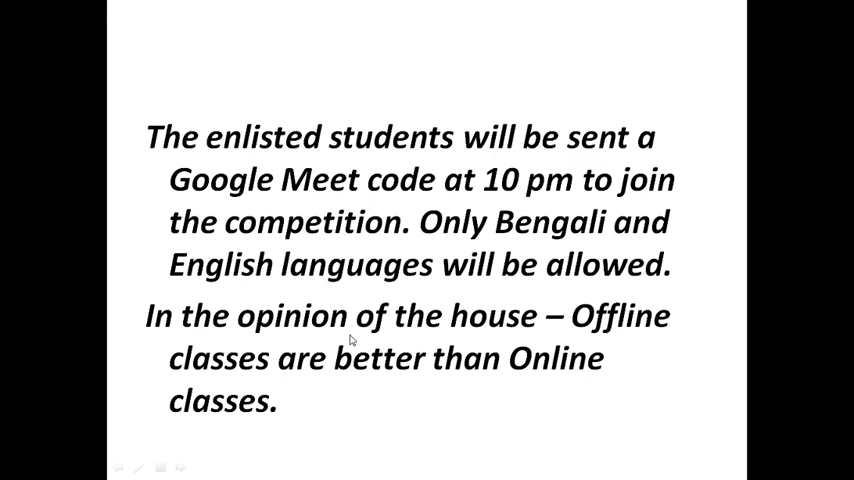 The enlisted students will be sent a
Google Meet code at 10 pm to join
the competition. Only Bengali and
English languages will be allowed.
In the opinion of the house – Offline
classes are better than Online
classes.